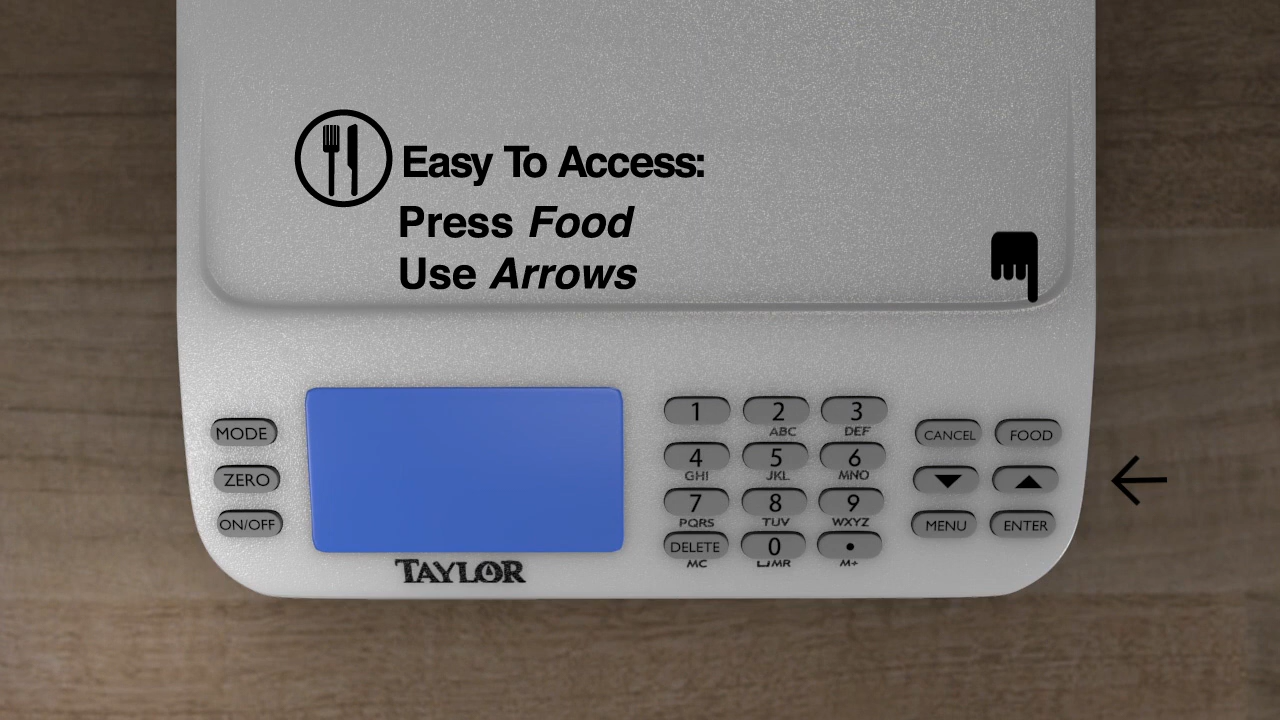 Easy To Access:
Press Food
Use Arrows
MODE
ZERO
ON/OFF
TAYLOR
1
2
3
ABC
DEF
4
5
6
GHI
JKL
MNO
7
8
9
PQRS
TUV
WXYZ
DELETE
0
•
MC
⎵/MR
M+
CANCEL
FOOD
▼
▲
MENU
ENTER